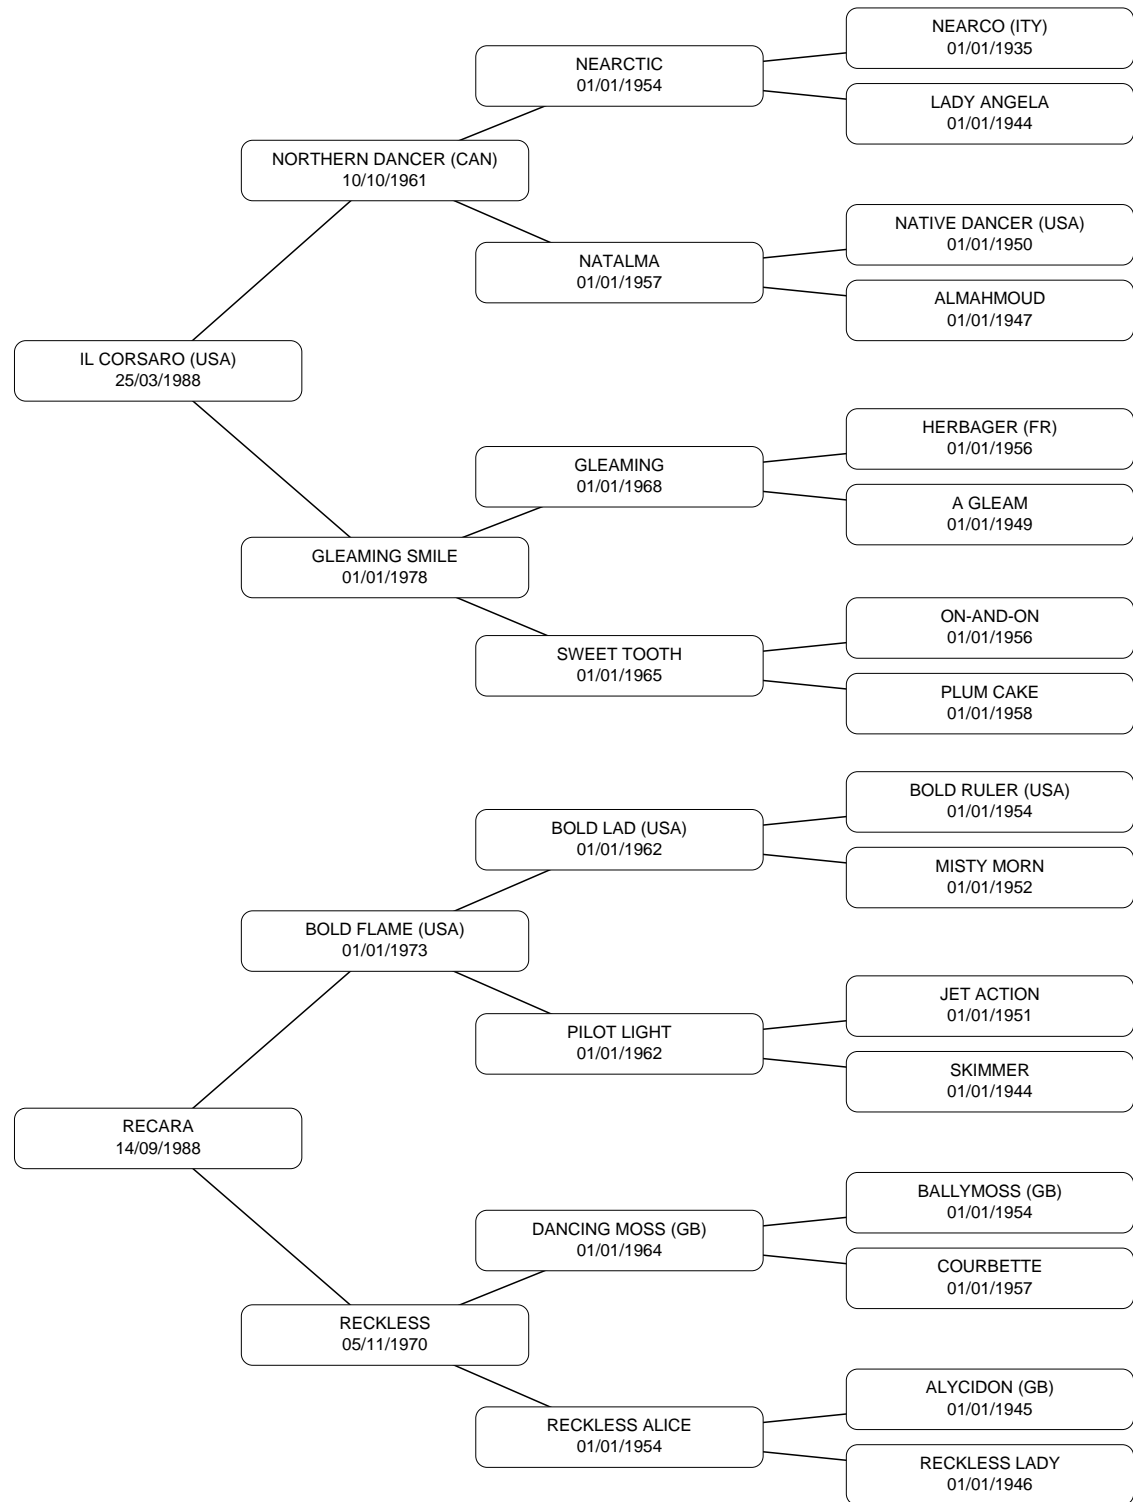 NEARCO (ITY)
01/01/1935
NEARCTIC
01/01/1954
LADY ANGELA
01/01/1944
NORTHERN DANCER (CAN)
10/10/1961
NATIVE DANCER (USA)
01/01/1950
NATALMA
01/01/1957
ALMAHMOUD
01/01/1947
IL CORSARO (USA)
25/03/1988
HERBAGER (FR)
01/01/1956
GLEAMING
01/01/1968
A GLEAM
01/01/1949
GLEAMING SMILE
01/01/1978
ON-AND-ON
01/01/1956
SWEET TOOTH
01/01/1965
PLUM CAKE
01/01/1958
BOLD RULER (USA)
01/01/1954
BOLD LAD (USA)
01/01/1962
MISTY MORN
01/01/1952
BOLD FLAME (USA)
01/01/1973
JET ACTION
01/01/1951
PILOT LIGHT
01/01/1962
SKIMMER
01/01/1944
RECARA
14/09/1988
BALLYMOSS (GB)
01/01/1954
DANCING MOSS (GB)
01/01/1964
COURBETTE
01/01/1957
RECKLESS
05/11/1970
ALYCIDON (GB)
01/01/1945
RECKLESS ALICE
01/01/1954
RECKLESS LADY
01/01/1946